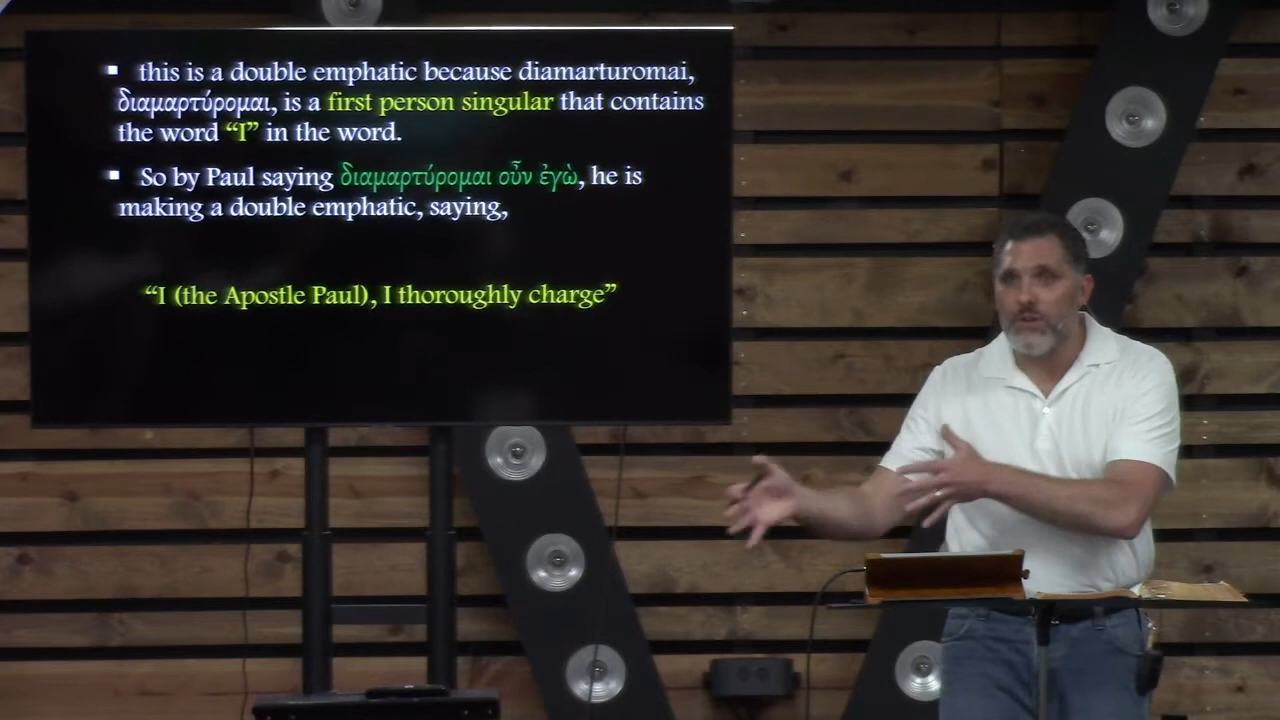 ▪ this is a double emphatic because diamarturomai,
διαμαρτύρομαι, is a first person singular that contains
the word “I” in the word.
▪ So by Paul saying διαμαρτύρομαι οὖν ἐγὼ, he is
making a double emphatic, saying,
“I (the Apostle Paul), I thoroughly charge”